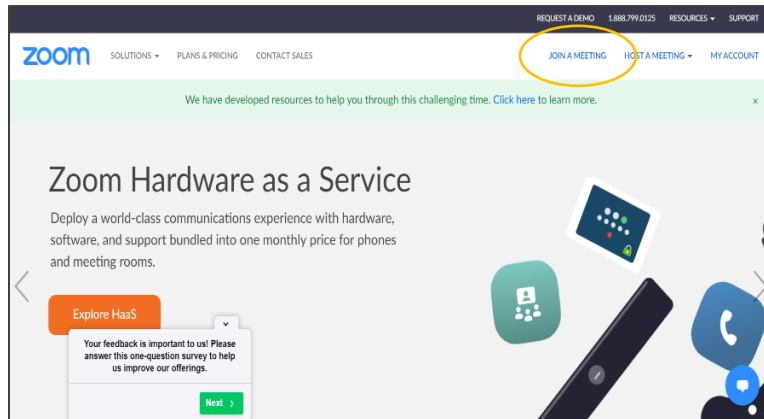 REQUEST A DEMO 1.888.799.0125 RESOURCES SUPPORT
zoom SOLUTIONS PLANS & PRICING CONTACT SALES JOIN A MEETING HOST A MEETING MY ACCOUNT
We have developed resources to help you through this challenging time. Click here to learn more. x
Zoom Hardware as a Service
Deploy a world-class communications experience with hardware,
software, and support bundled into one monthly price for phones
and meeting rooms.
Explore HaaS
Your feedback is important to us! Please
answer this one-question survey to help
us improve our offerings.
Next >